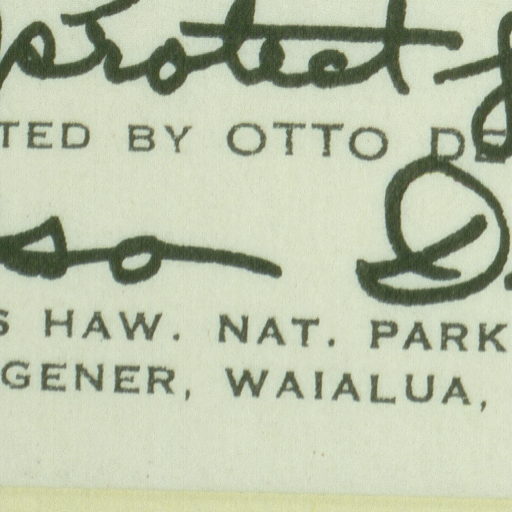 protect
TED BY OTTO DE
so D
S HAW. NAT. PARK
GENER, WAIALUA,